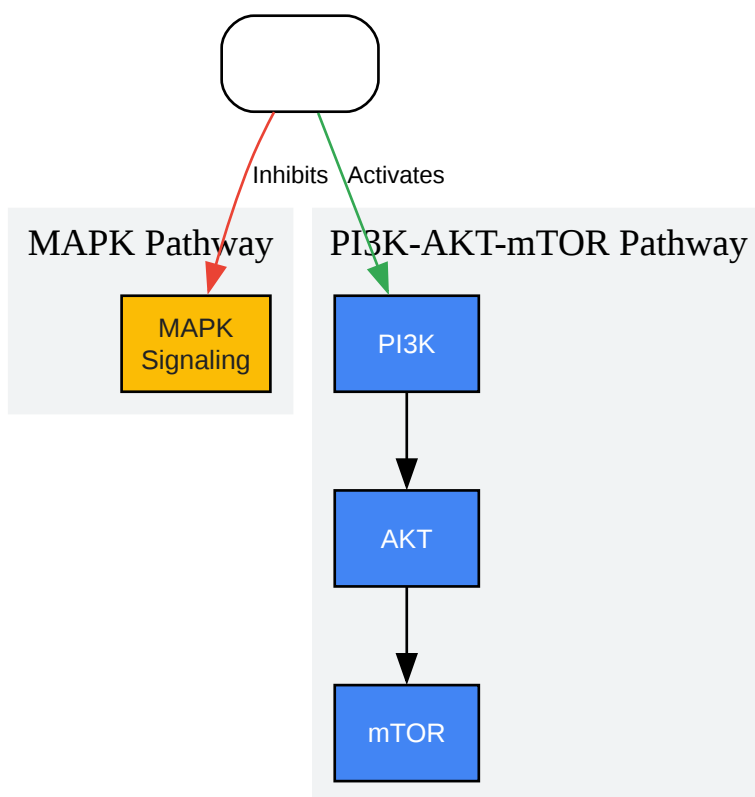 Inhibits
Activates
MAPK Pathway
PI3K-AKT-mTOR Pathway
MAPK
Signaling
PI3K
AKT
mTOR